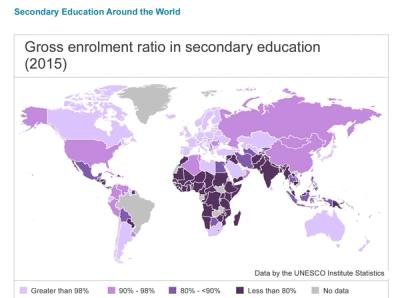 Secondary Education Around the World
Gross enrolment ratio in secondary education
(2015)
Data by the UNESCO Institute Statistics
Greater than 98%
90% - 98%
80% - <90%
Less than 80%
No data